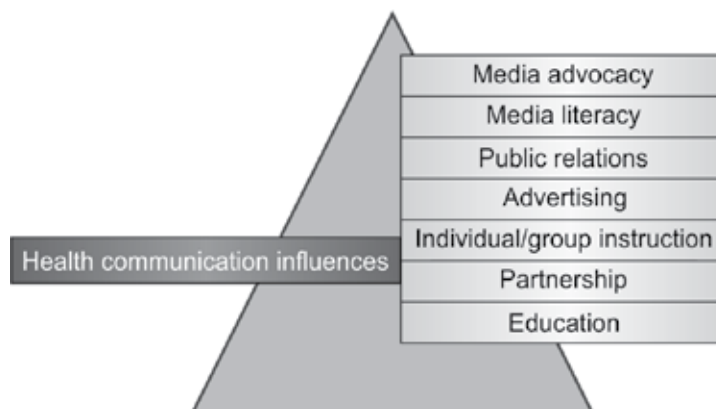 Media advocacy
Media literacy
Public relations
Advertising
Individual/group instruction
Health communication influences
Partnership
Education